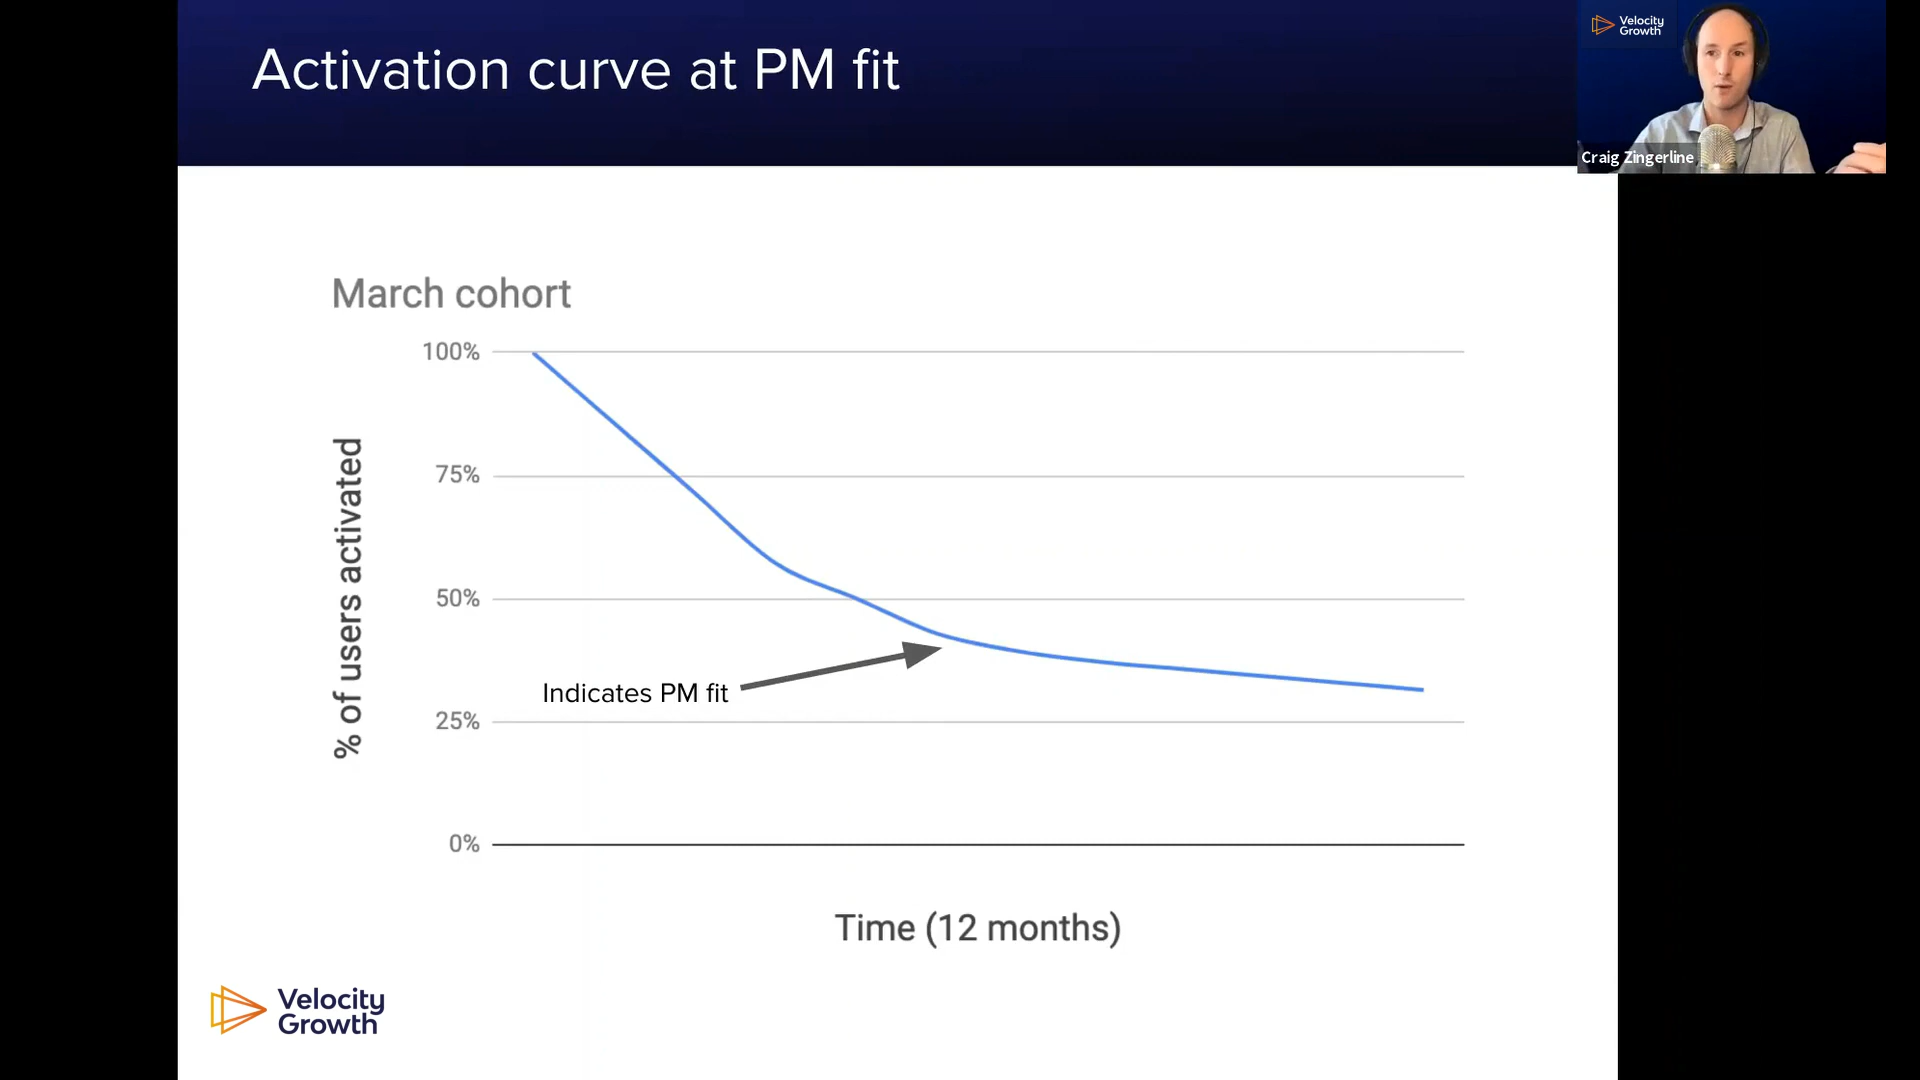 Activation curve at PM fit
Velocity
Growth
Craig Zingerline
March cohort
100%
75%
50%
25%
0%
% of users activated
Indicates PM fit
Time (12 months)
Velocity
Growth